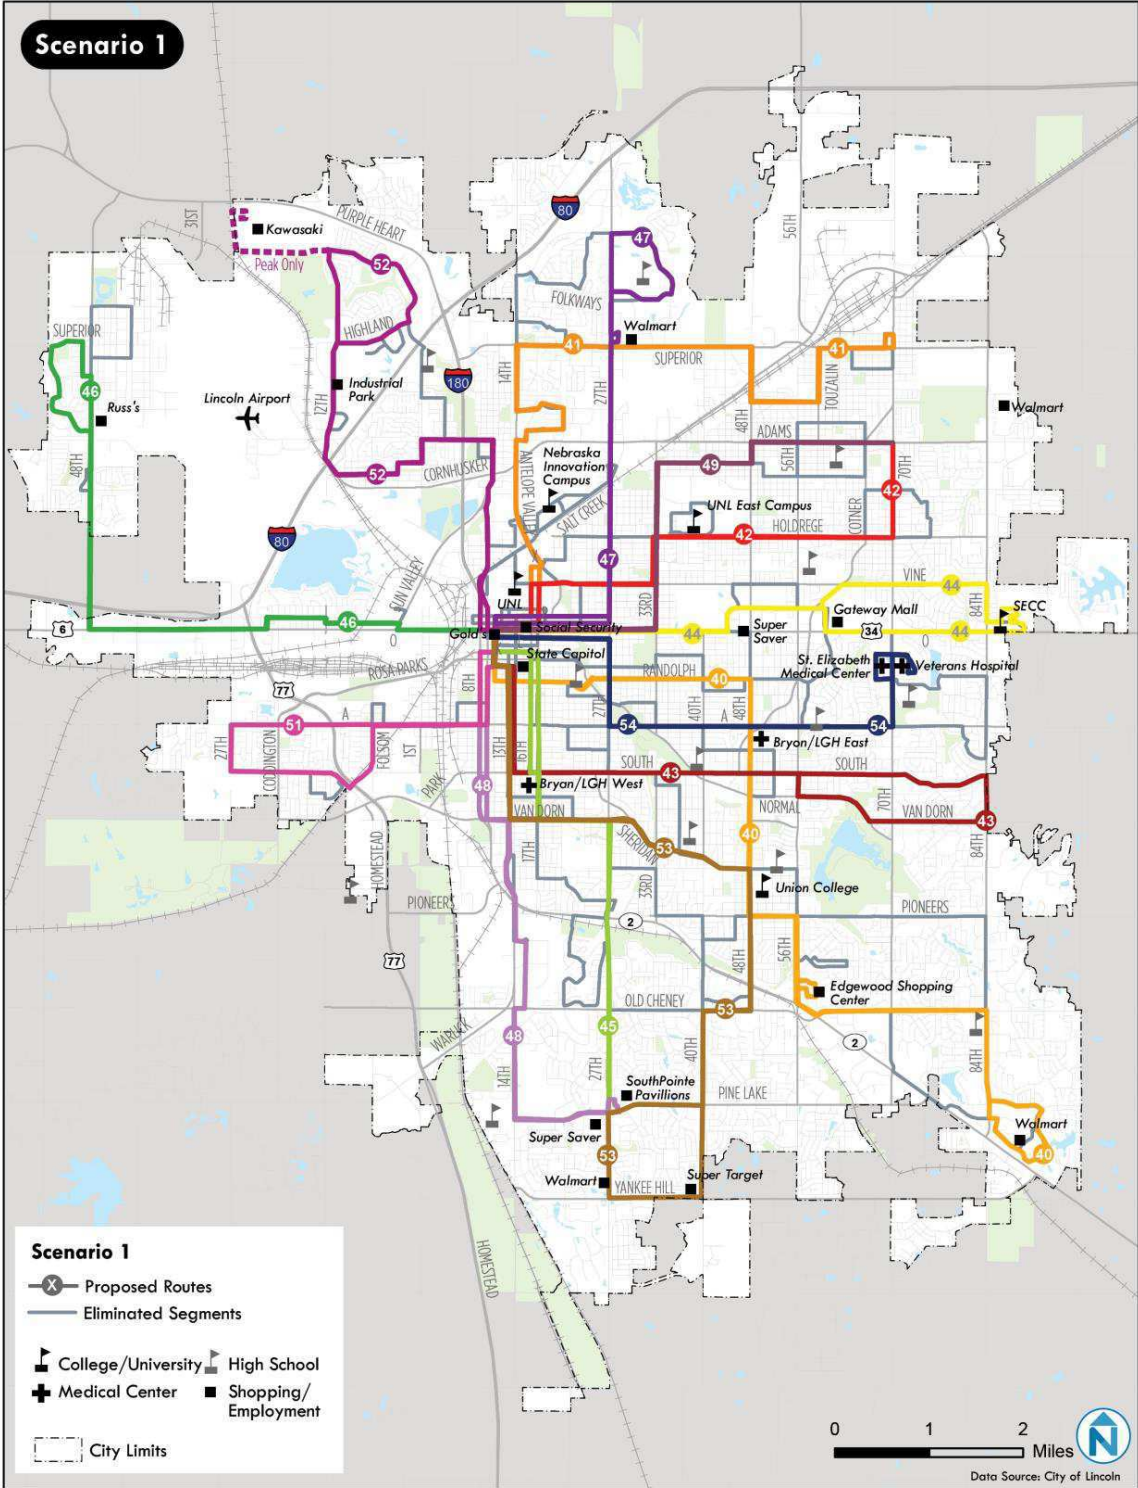 Scenario 1
80
47
31ST
Kawasaki
PURPLE HEART
56TH
Peak Only
52
FOLKWAYS
Walmart
SUPERIOR
HIGHLAND
41
SUPERIOR
41
14TH
180
27TH
TOUZALIN
46
Industrial
Park
Lincoln Airport
12TH
Russ's
Walmart
48TH
ADAMS
48TH
52
CORNHUSKER
ANTELOPE VALLEY
Nebraska
Innovation
Campus
49
56TH
70TH
42
SALT CREEK
UNL East Campus
COTNER
80
42
HOLDREGE
47
SUN VALLEY
UNL
33RD
VINE
44
84TH
SECC
Gateway Mall
6
46
O
Gold's
Social Security
44
Super
Saver
34
44
O
State Capitol
ROSA PARKS
RANDOLPH
St. Elizabeth
Medical Center
Veterans Hospital
77
8TH
27TH
40TH
40
48TH
51
A
54
A
54
27TH
CODDINGTON
FOLSOM
1ST
13TH
16TH
Bryon/LGH East
SOUTH
43
SOUTH
PARK
48
Bryan/LGH West
VAN DORN
NORMAL
70TH
VAN DORN
43
84TH
HOMESTEAD
17TH
SHERIDAN
53
40
33RD
Union College
PIONEERS
2
PIONEERS
77
48TH
56TH
Edgewood Shopping
Center
OLD CHENEY
53
WARLICK
48
45
2
14TH
27TH
40TH
84TH
SouthPointe
Pavillions
PINE LAKE
Super Saver
Walmart
40
53
Walmart
YANKEE HILL
Super Target
HOMESTEAD
Scenario 1
X Proposed Routes
Eliminated Segments
College/University High School
Medical Center Shopping/
Employment
City Limits
0 1 2
Miles
N
Data Source: City of Lincoln